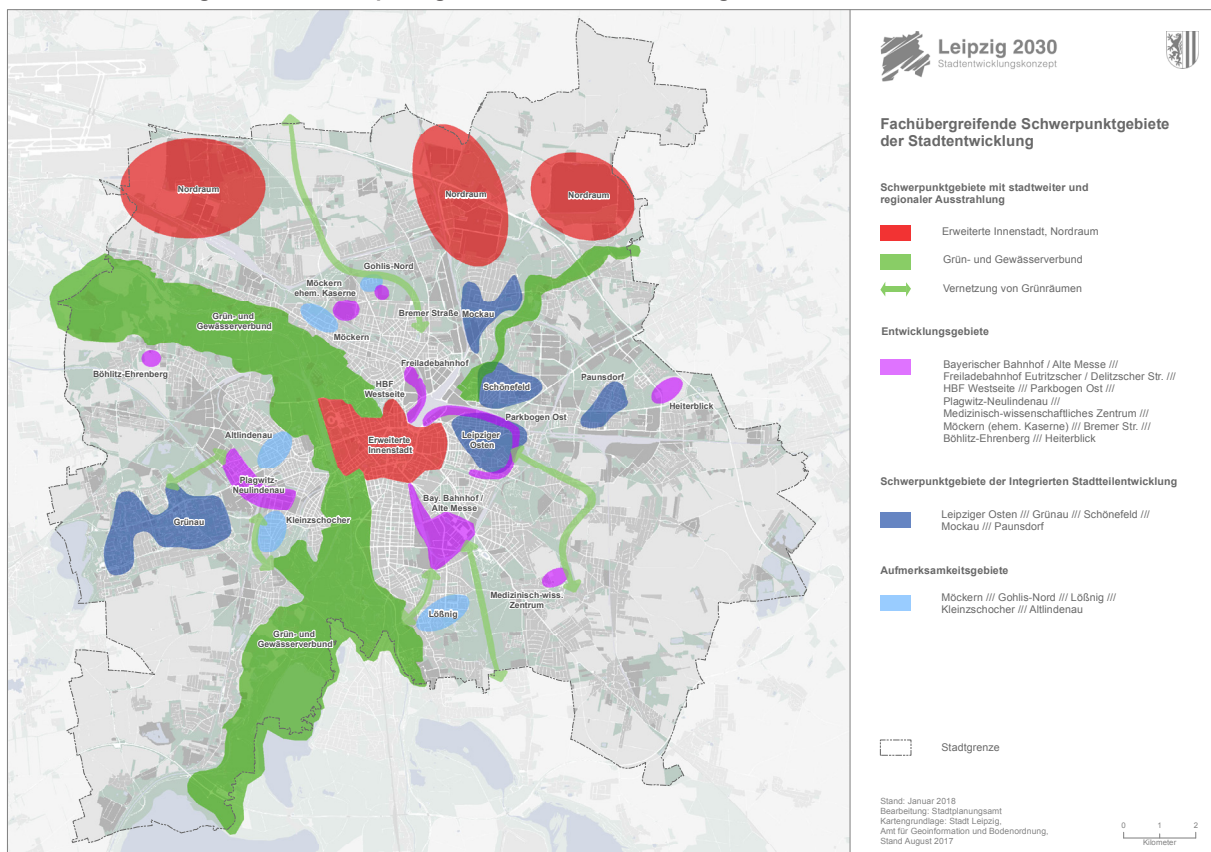 Leipzig 2030
Stadtentwicklungskonzept
Fachübergreifende Schwerpunktgebiete
der Stadtentwicklung
Schwerpunktgebiete mit stadtweiter und
regionaler Ausstrahlung
Erweiterte Innenstadt, Nordraum
Grün- und Gewässerverbund
Vernetzung von Grünräumen
Entwicklungsgebiete
Bayerischer Bahnhof / Alte Messe ///
Freiladebahnhof Eutritzscher / Delitzscher Str. ///
HBF Westseite /// Parkbogen Ost ///
Plagwitz-Neulindenau ///
Medizinisch-wissenschaftliches Zentrum ///
Möckern (ehem. Kaserne) /// Bremer Str. ///
Böhlitz-Ehrenberg /// Heiterblick
Schwerpunktgebiete der Integrierten Stadtteilentwicklung
Leipziger Osten /// Grünau /// Schönefeld ///
Mockau /// Paunsdorf
Aufmerksamkeitsgebiete
Möckern /// Gohlis-Nord /// Lößnig ///
Kleinzschocher /// Altlindenau
Stadtgrenze
Stand: Januar 2018
Bearbeitung: Stadtplanungsamt
Kartengrundlage: Stadt Leipzig,
Amt für Geoinformation und Bodenordnung,
Stand August 2017
0 1 2
Kilometer
Nordraum
Nordraum
Nordraum
Gohlis-Nord
Möckern
ehem. Kaserne
Bremer Straße
Mockau
Grün- und
Gewässerverbund
Möckern
Böhlitz-Ehrenberg
Freiladebahnhof
HBF
Westseite
Schönefeld
Paunsdorf
Heiterblick
Parkbogen Ost
Altlindenau
Erweiterte
Innenstadt
Leipziger
Osten
Plagwitz-
Neulindenau
Bay. Bahnhof /
Alte Messe
Grünau
Kleinzschocher
Medizinisch-wiss.
Zentrum
Lößnig
Grün- und
Gewässerverbund